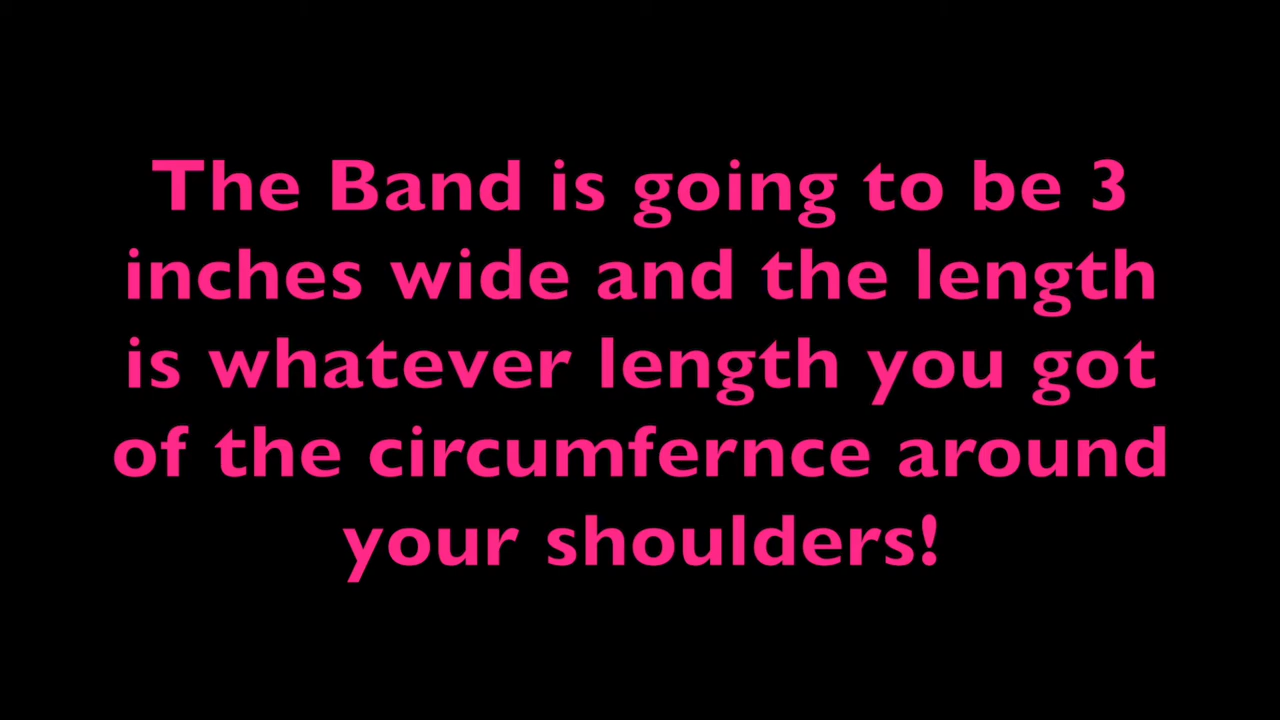 The Band is going to be 3
inches wide and the length
is whatever length you got
of the circumfernce around
your shoulders!